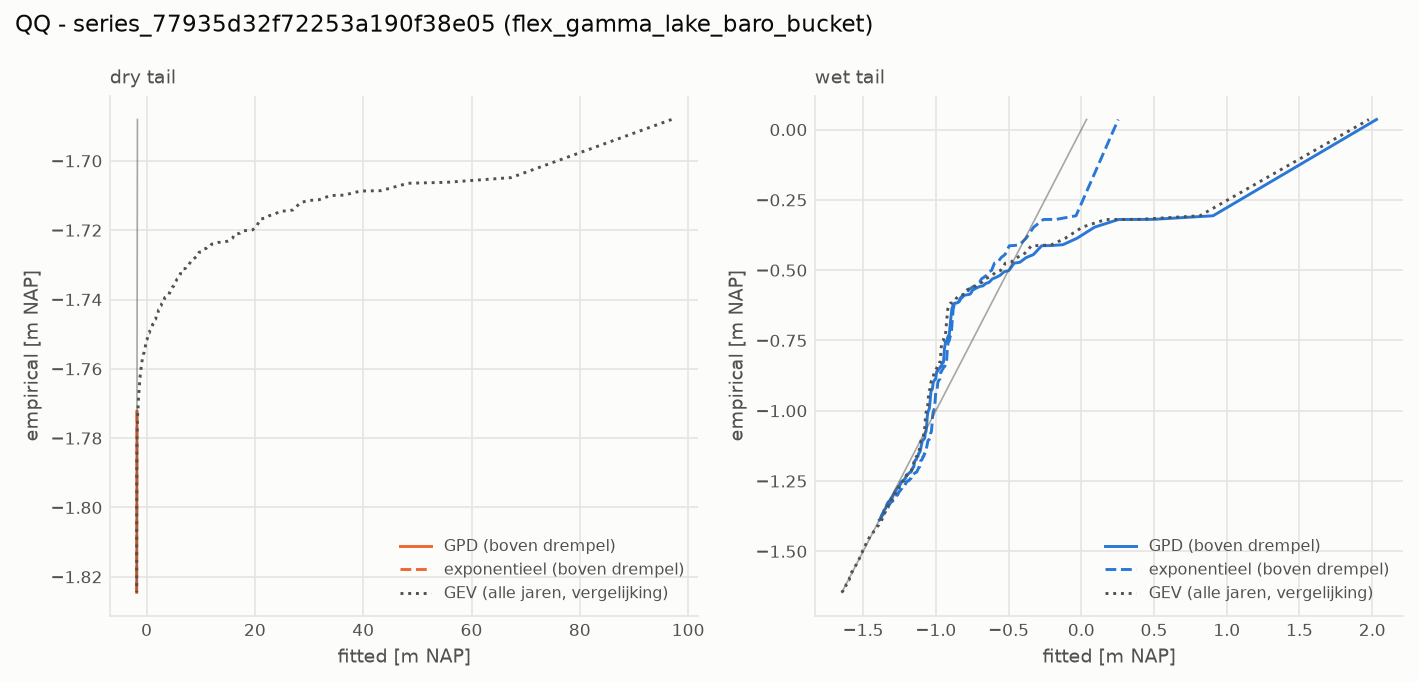 QQ - series_77935d32f72253a190f38e05 (flex_gamma_lake_baro_bucket)
dry tail
−1.70
−1.72
−1.74
−1.76
−1.78
−1.80
−1.82
empirical [m NAP]
GPD (boven drempel)
exponentieel (boven drempel)
GEV (alle jaren, vergelijking)
0 20 40 60 80 100
fitted [m NAP]
wet tail
0.00
−0.25
−0.50
−0.75
−1.00
−1.25
−1.50
empirical [m NAP]
GPD (boven drempel)
exponentieel (boven drempel)
GEV (alle jaren, vergelijking)
−1.5 −1.0 −0.5 0.0 0.5 1.0 1.5 2.0
fitted [m NAP]